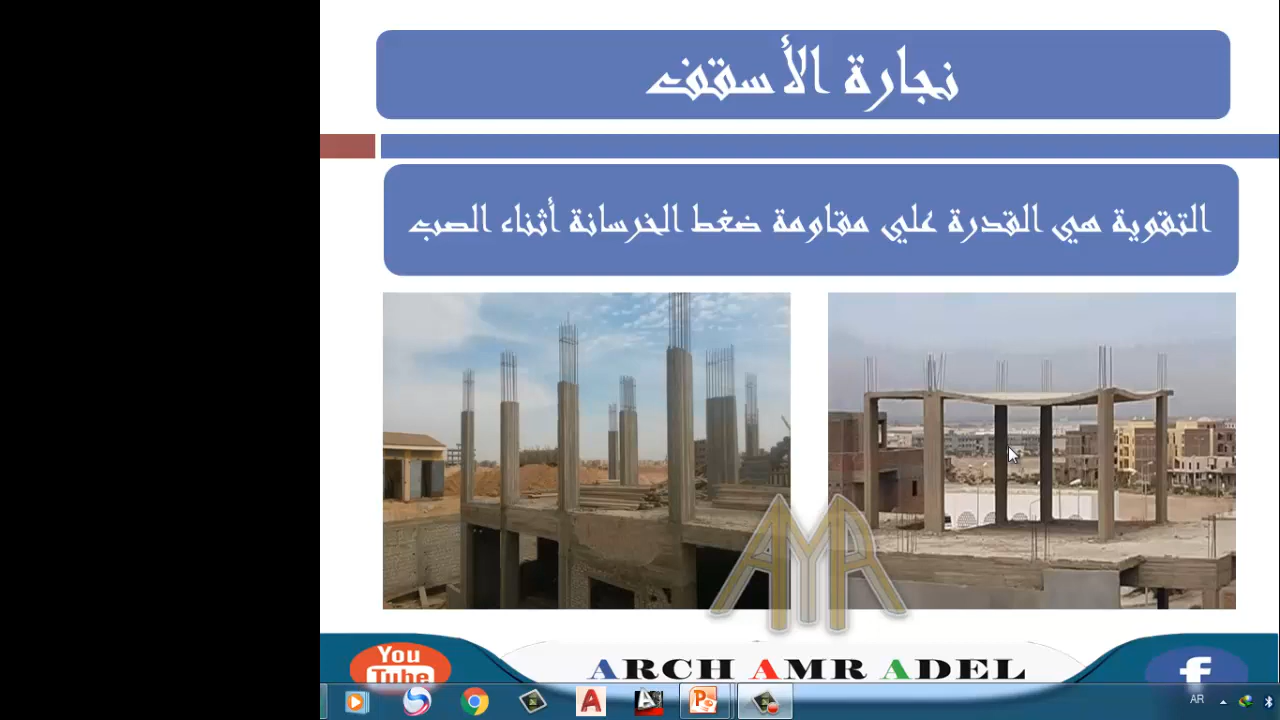 نجارة الأسقف
التقوية هي القدرة علي مقاومة ضغط الخرسانة أثناء الصب
AMR
You
Tube
ARCH AMR ADEL
f
AR